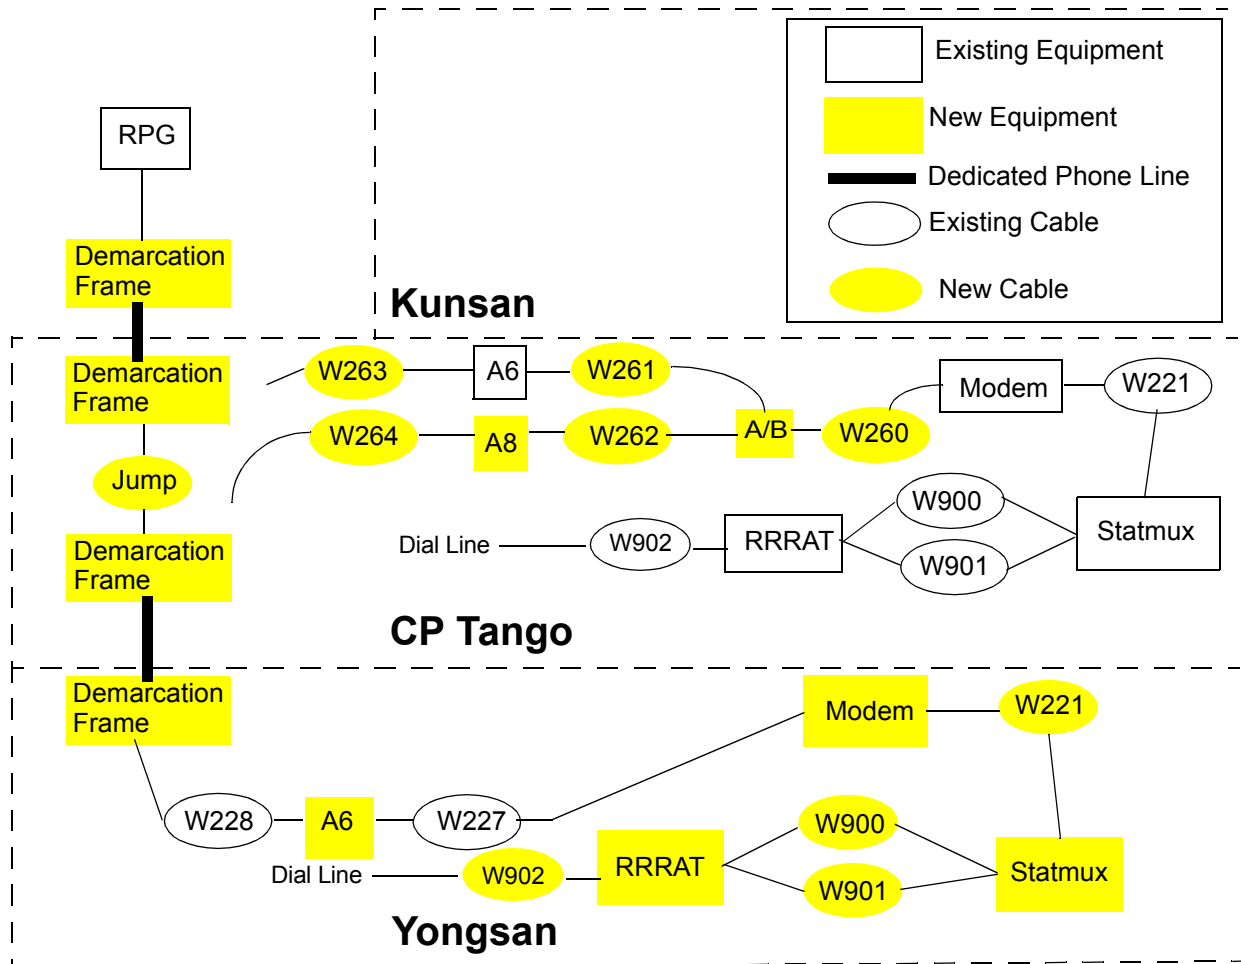 Existing Equipment
New Equipment
Dedicated Phone Line
Existing Cable
New Cable
RPG
Demarcation
Frame
Kunsan
Demarcation
Frame
W263
A6
W261
Modem
W221
W264
A8
W262
A/B
W260
Jump
W900
Statmux
Dial Line
W902
RRRAT
W901
Demarcation
Frame
CP Tango
Demarcation
Frame
Modem
W221
W228
A6
W227
W900
Dial Line
W902
RRRAT
W901
Statmux
Yongsan